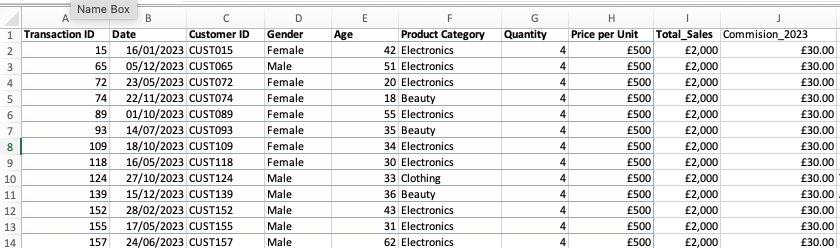 Name Box
A B C D E F G H I J
1 Transaction ID Date Customer ID Gender Age Product Category Quantity Price per Unit Total_Sales Commision_2023
2 15 16/01/2023 CUST015 Female 42 Electronics 4 £500 £2,000 £30.00
3 65 05/12/2023 CUST065 Male 51 Electronics 4 £500 £2,000 £30.00
4 72 23/05/2023 CUST072 Female 20 Electronics 4 £500 £2,000 £30.00
5 74 22/11/2023 CUST074 Female 18 Beauty 4 £500 £2,000 £30.00
6 89 01/10/2023 CUST089 Female 55 Electronics 4 £500 £2,000 £30.00
7 93 14/07/2023 CUST093 Female 35 Beauty 4 £500 £2,000 £30.00
8 109 18/10/2023 CUST109 Female 34 Electronics 4 £500 £2,000 £30.00
9 118 16/05/2023 CUST118 Female 30 Electronics 4 £500 £2,000 £30.00
10 124 27/10/2023 CUST124 Male 33 Clothing 4 £500 £2,000 £30.00
11 139 15/12/2023 CUST139 Male 36 Beauty 4 £500 £2,000 £30.00
12 152 28/02/2023 CUST152 Male 43 Electronics 4 £500 £2,000 £30.00
13 155 17/05/2023 CUST155 Male 31 Electronics 4 £500 £2,000 £30.00
14 157 24/06/2023 CUST157 Male 62 Electronics 4 £500 £2,000 £30.00